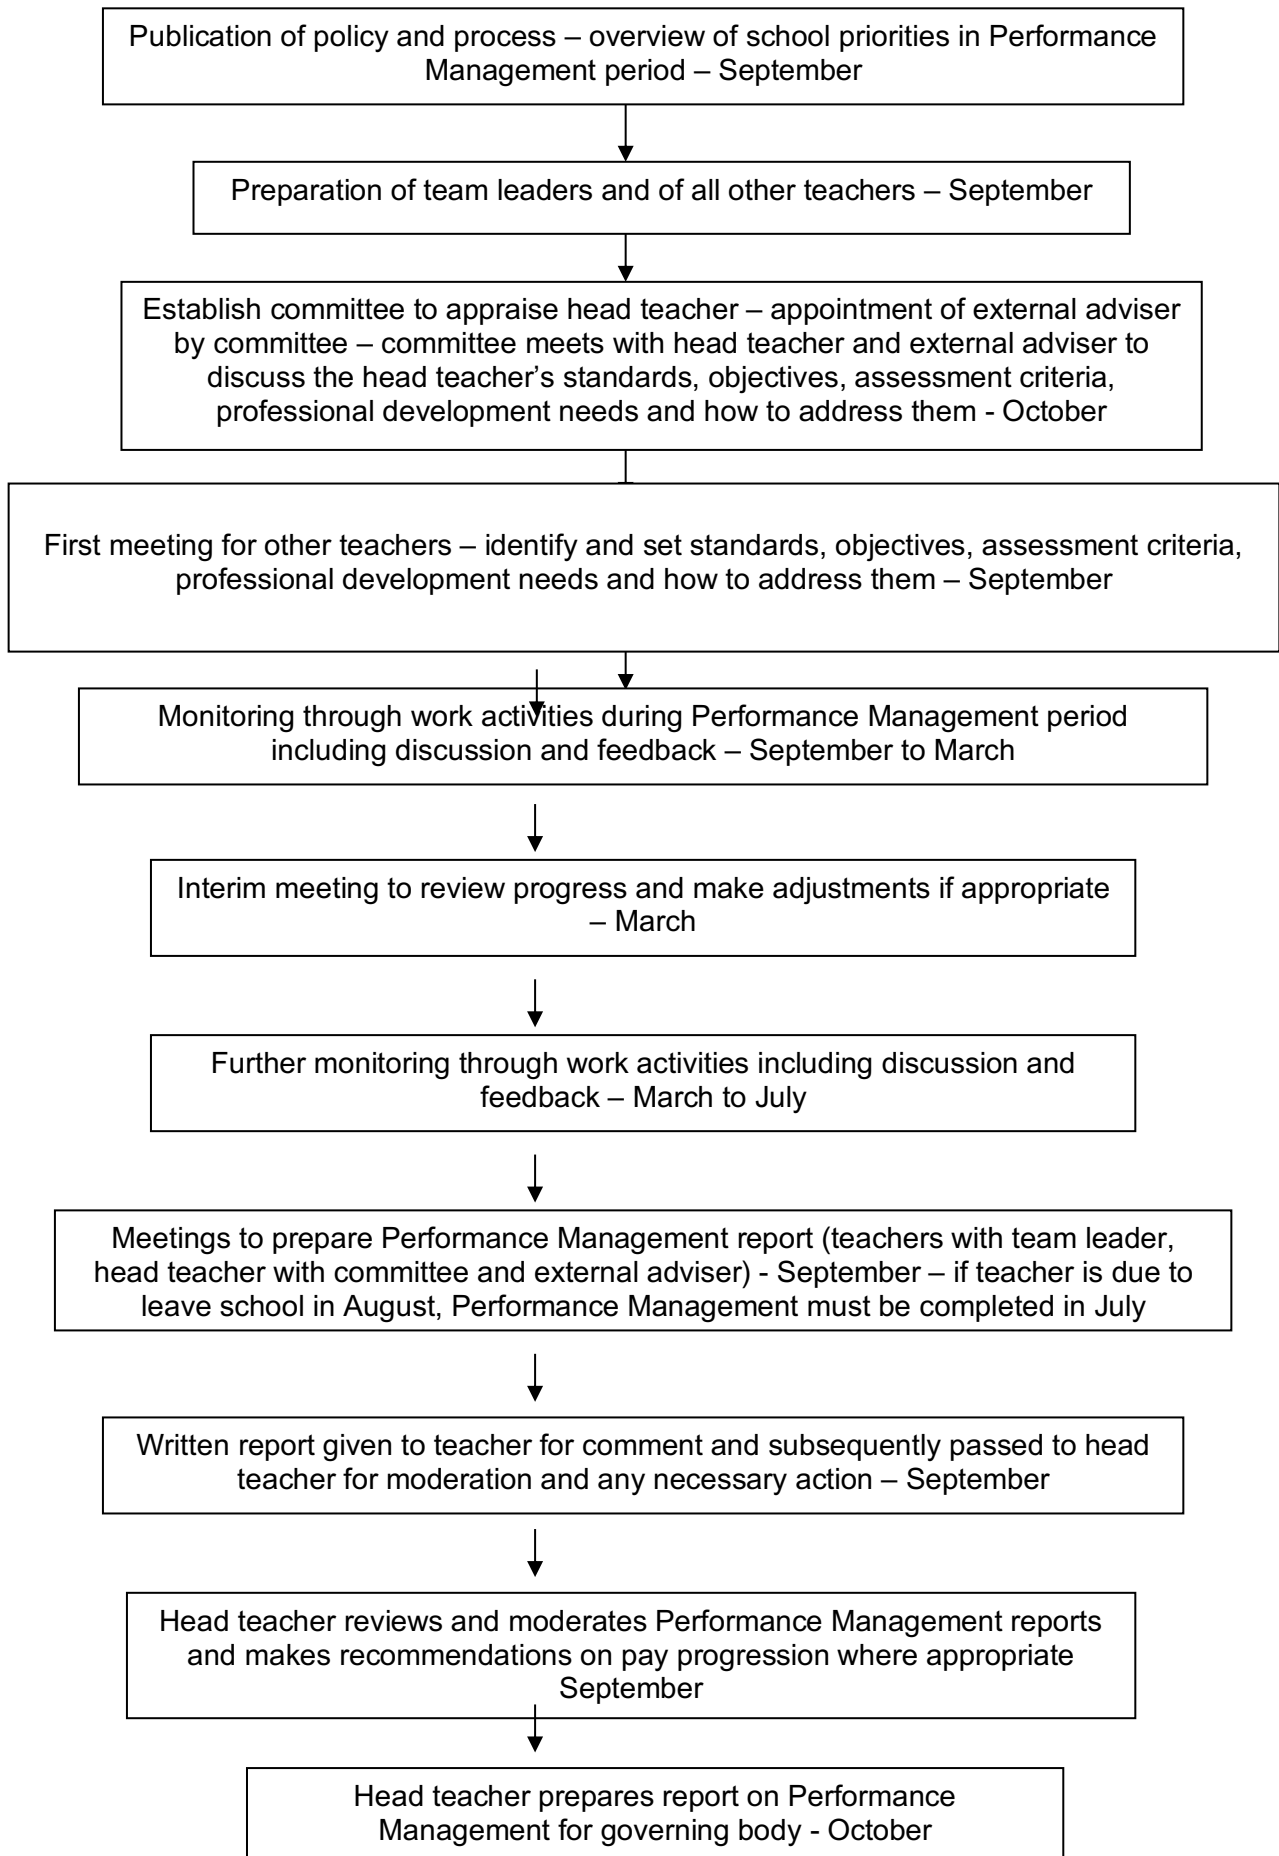 Publication of policy and process – overview of school priorities in Performance
Management period – September
Preparation of team leaders and of all other teachers – September
Establish committee to appraise head teacher – appointment of external adviser
by committee – committee meets with head teacher and external adviser to
discuss the head teacher’s standards, objectives, assessment criteria,
professional development needs and how to address them - October
First meeting for other teachers – identify and set standards, objectives, assessment criteria,
professional development needs and how to address them – September
Monitoring through work activities during Performance Management period
including discussion and feedback – September to March
Interim meeting to review progress and make adjustments if appropriate
– March
Further monitoring through work activities including discussion and
feedback – March to July
Meetings to prepare Performance Management report (teachers with team leader,
head teacher with committee and external adviser) - September – if teacher is due to
leave school in August, Performance Management must be completed in July
Written report given to teacher for comment and subsequently passed to head
teacher for moderation and any necessary action – September
Head teacher reviews and moderates Performance Management reports
and makes recommendations on pay progression where appropriate
September
Head teacher prepares report on Performance
Management for governing body - October